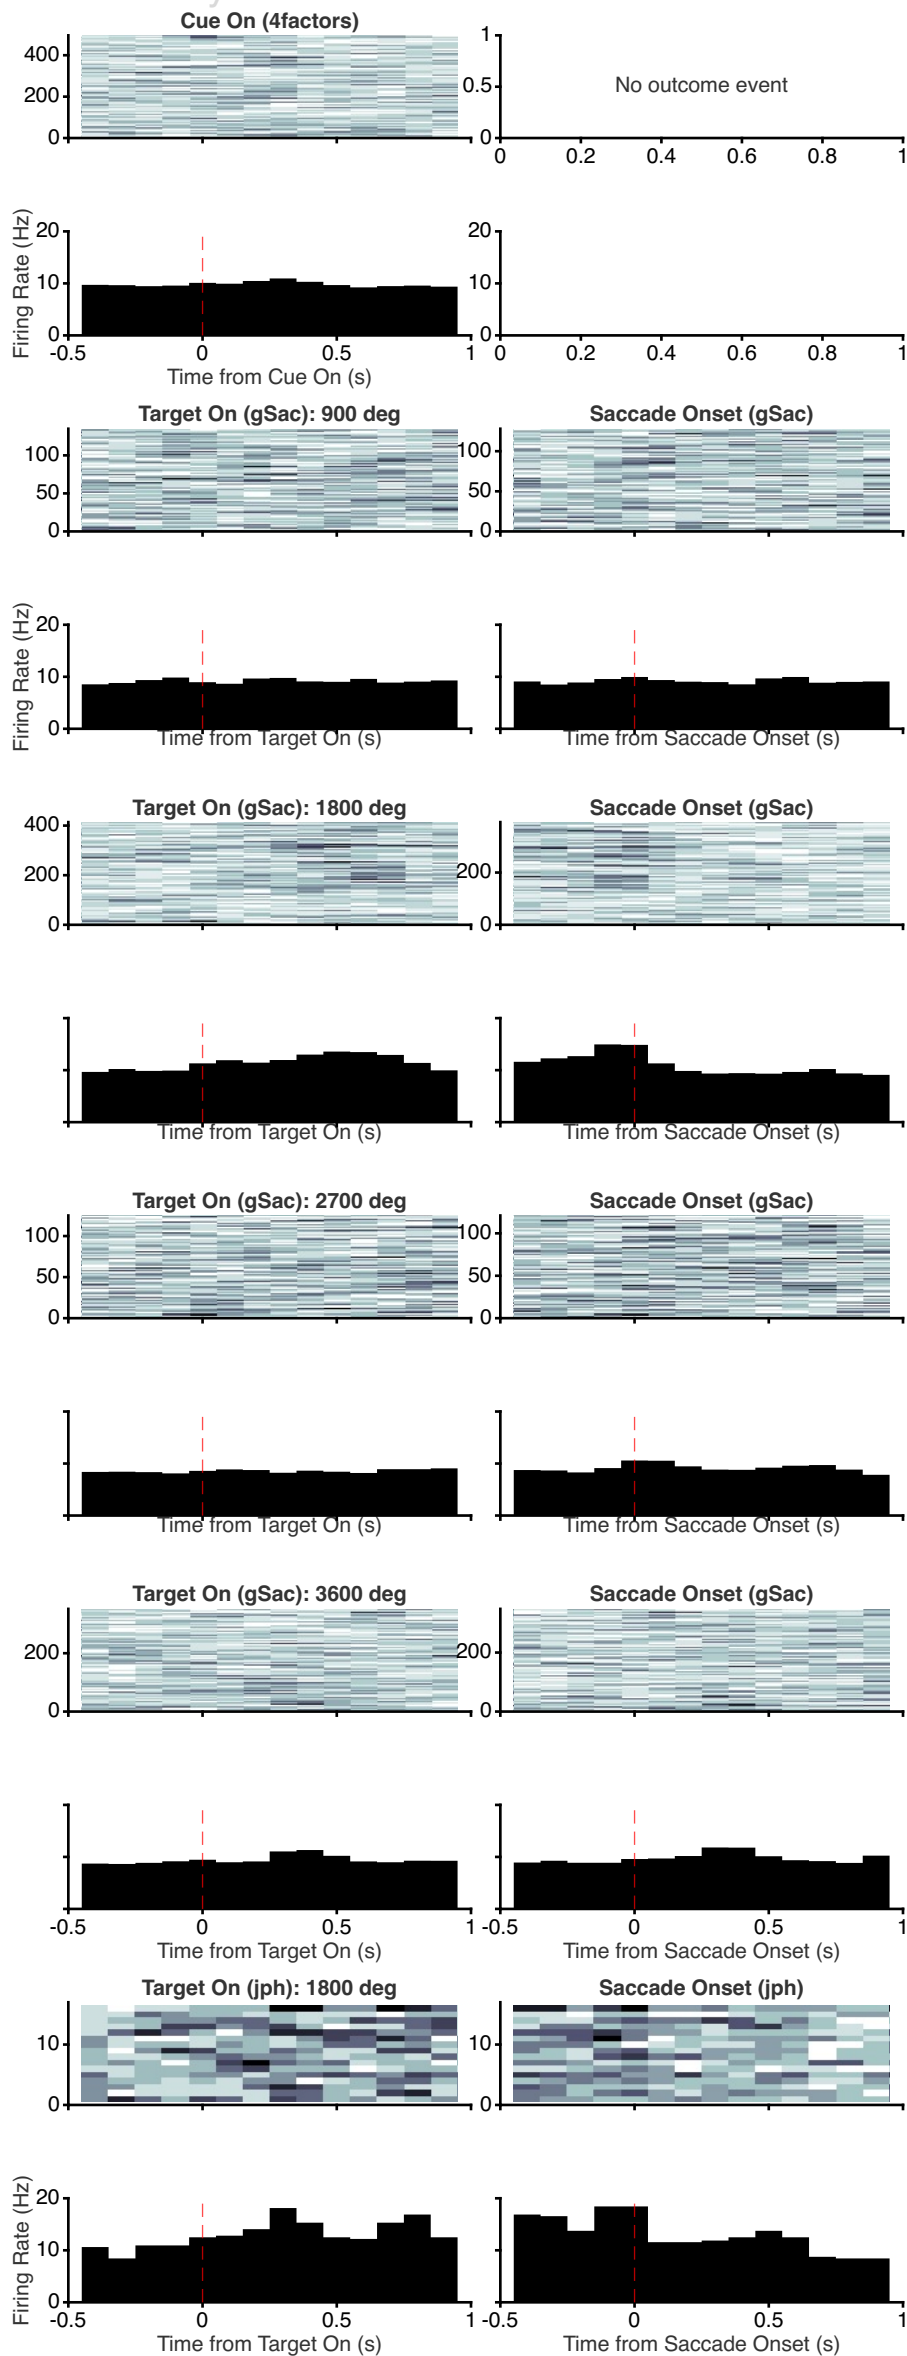 Cue On (4factors)
400
200
0
1
0.5
0
No outcome event
0 0.2 0.4 0.6 0.8 1
Firing Rate (Hz)
20
10
0
-0.5 0 0.5 1
Time from Cue On (s)
20
10
0
0 0.2 0.4 0.6 0.8 1
Target On (gSac): 900 deg
100
50
0
Saccade Onset (gSac)
100
50
0
Firing Rate (Hz)
20
10
0
Time from Target On (s)
Time from Saccade Onset (s)
Target On (gSac): 1800 deg
400
200
0
Saccade Onset (gSac)
200
0
Time from Target On (s)
Time from Saccade Onset (s)
Target On (gSac): 2700 deg
100
50
0
Saccade Onset (gSac)
100
50
0
Time from Target On (s)
Time from Saccade Onset (s)
Target On (gSac): 3600 deg
200
0
Saccade Onset (gSac)
200
0
-0.5 0 0.5 1
Time from Target On (s)
-0.5 0 0.5 1
Time from Saccade Onset (s)
Target On (jph): 1800 deg
10
0
Saccade Onset (jph)
10
0
Firing Rate (Hz)
20
10
0
-0.5 0 0.5 1
Time from Target On (s)
-0.5 0 0.5 1
Time from Saccade Onset (s)